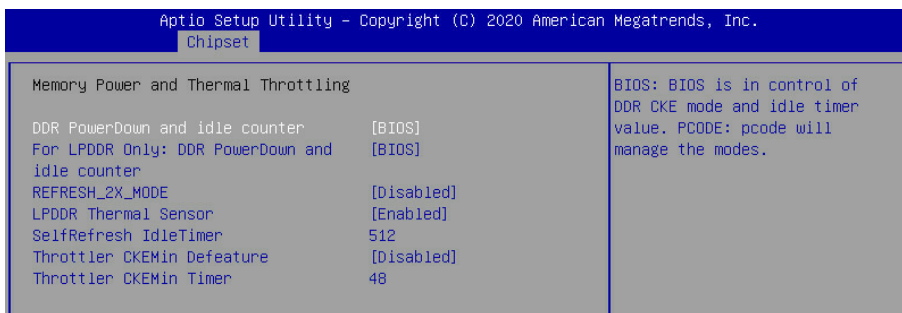 Aptio Setup Utility – Copyright (C) 2020 American Megatrends, Inc.
Chipset
Memory Power and Thermal Throttling
DDR PowerDown and idle counter [BIOS]
For LPDDR Only: DDR PowerDown and [BIOS]
idle counter
REFRESH_2X_MODE [Disabled]
LPDDR Thermal Sensor [Enabled]
SelfRefresh IdleTimer 512
Throttler CKEMin Defeature [Disabled]
Throttler CKEMin Timer 48
BIOS: BIOS is in control of
DDR CKE mode and idle timer
value. PCODE: pcode will
manage the modes.